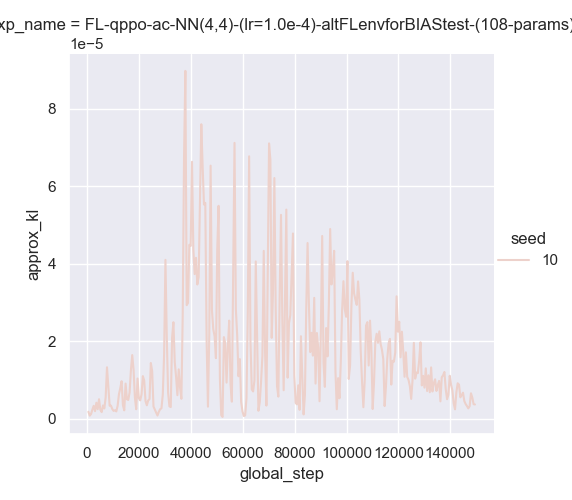 xp_name = FL-qppo-ac-NN(4,4)-(lr=1.0e-4)-altFLenvforBIAStest-(108-params)
1e−5
8
6
4
2
0
approx_kl
0 20000 40000 60000 80000 100000 120000 140000
global_step
seed
10